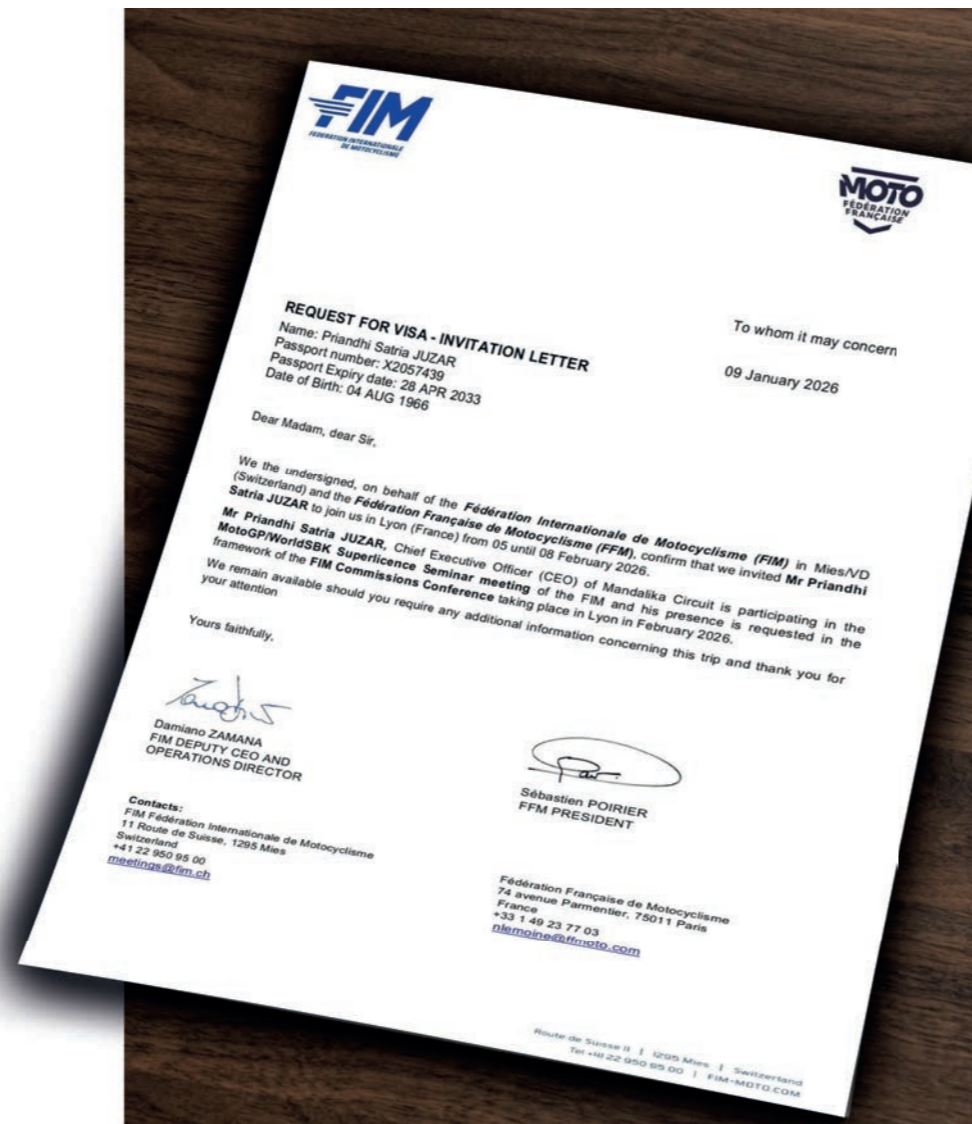 FIM
FEDERATION INTERNATIONALE
DE MOTOCYCLISME
MOTO
FÉDÉRATION
FRANÇAISE
To whom it may concern
09 January 2026
REQUEST FOR VISA - INVITATION LETTER
Name: Priandhi Satria JUZAR
Passport number: X2057439
Passport Expiry date: 28 APR 2033
Date of Birth: 04 AUG 1966
Dear Madam, dear Sir,
We the undersigned, on behalf of the Fédération Internationale de Motocyclisme (FIM) in Mies/VD
(Switzerland) and the Fédération Française de Motocyclisme (FFM), confirm that we invited Mr Priandhi
Satria JUZAR to join us in Lyon (France) from 05 until 08 February 2026.
Mr Priandhi Satria JUZAR, Chief Executive Officer (CEO) of Mandalika Circuit is participating in the
MotoGP/WorldSBK Superlicence Seminar meeting of the FIM and his presence is requested in the
framework of the FIM Commissions Conference taking place in Lyon in February 2026.
We remain available should you require any additional information concerning this trip and thank you for
your attention
Yours faithfully,
Damiano ZAMANA
FIM DEPUTY CEO AND
OPERATIONS DIRECTOR
Sébastien POIRIER
FFM PRESIDENT
Contacts:
FIM Fédération Internationale de Motocyclisme
11 Route de Suisse, 1295 Mies
Switzerland
+41 22 950 95 00
meetings@fim.ch
Fédération Française de Motocyclisme
74 avenue Parmentier, 75011 Paris
France
+33 1 49 23 77 03
nlemoine@ffmoto.com
Route de Suisse 11 | 1295 Mies | Switzerland
Tel +41 22 950 95 00 | FIM-MOTO.COM